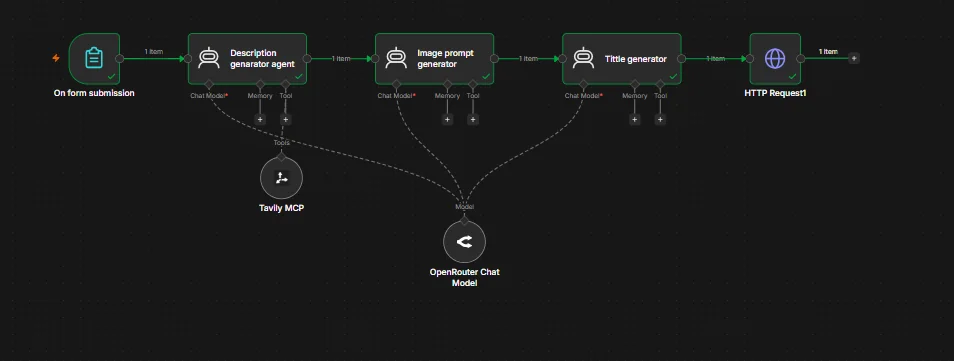 1 item
Description
genarator agent
1 item
Image prompt
generator
1 item
Tittle generator
1 item
1 item
On form submission
HTTP Request1
Chat Model*
Memory
Tool
Chat Model*
Memory
Tool
Chat Model*
Memory
Tool
Tools
Tavily MCP
Model
OpenRouter Chat
Model